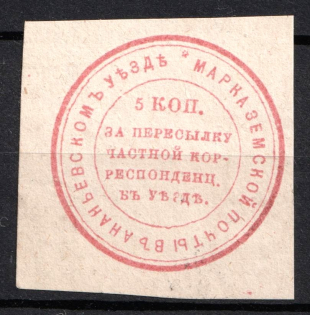 МАРКА ЗЕМСКОЙ ПОЧТЫ ВЪ АНАНЬЕВСКОМЪ УѢЗДѢ *
5 КОП.
ЗА ПЕРЕСЫЛКУ
ЧАСТНОЙ КОР-
РЕСПОНДЕНЦ.
ВЪ УѢЗДѢ.